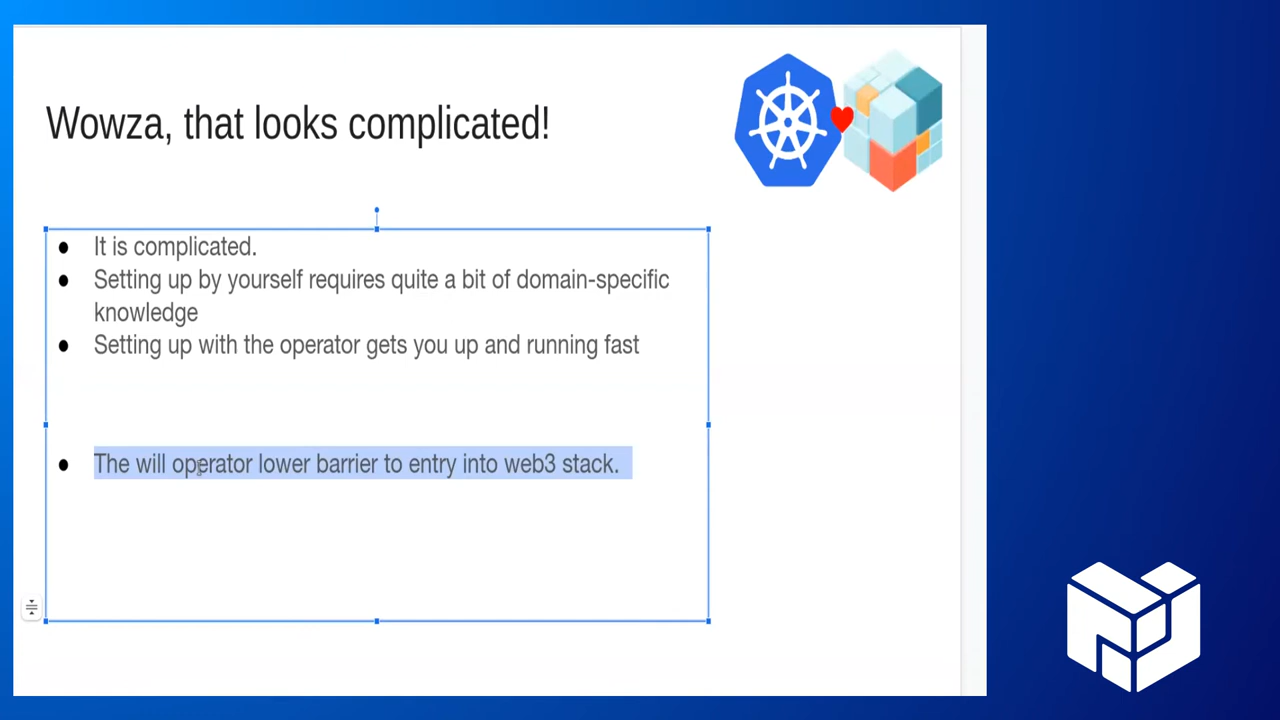 Wowza, that looks complicated!
● It is complicated.
● Setting up by yourself requires quite a bit of domain-specific
knowledge
● Setting up with the operator gets you up and running fast
● The will operator lower barrier to entry into web3 stack.